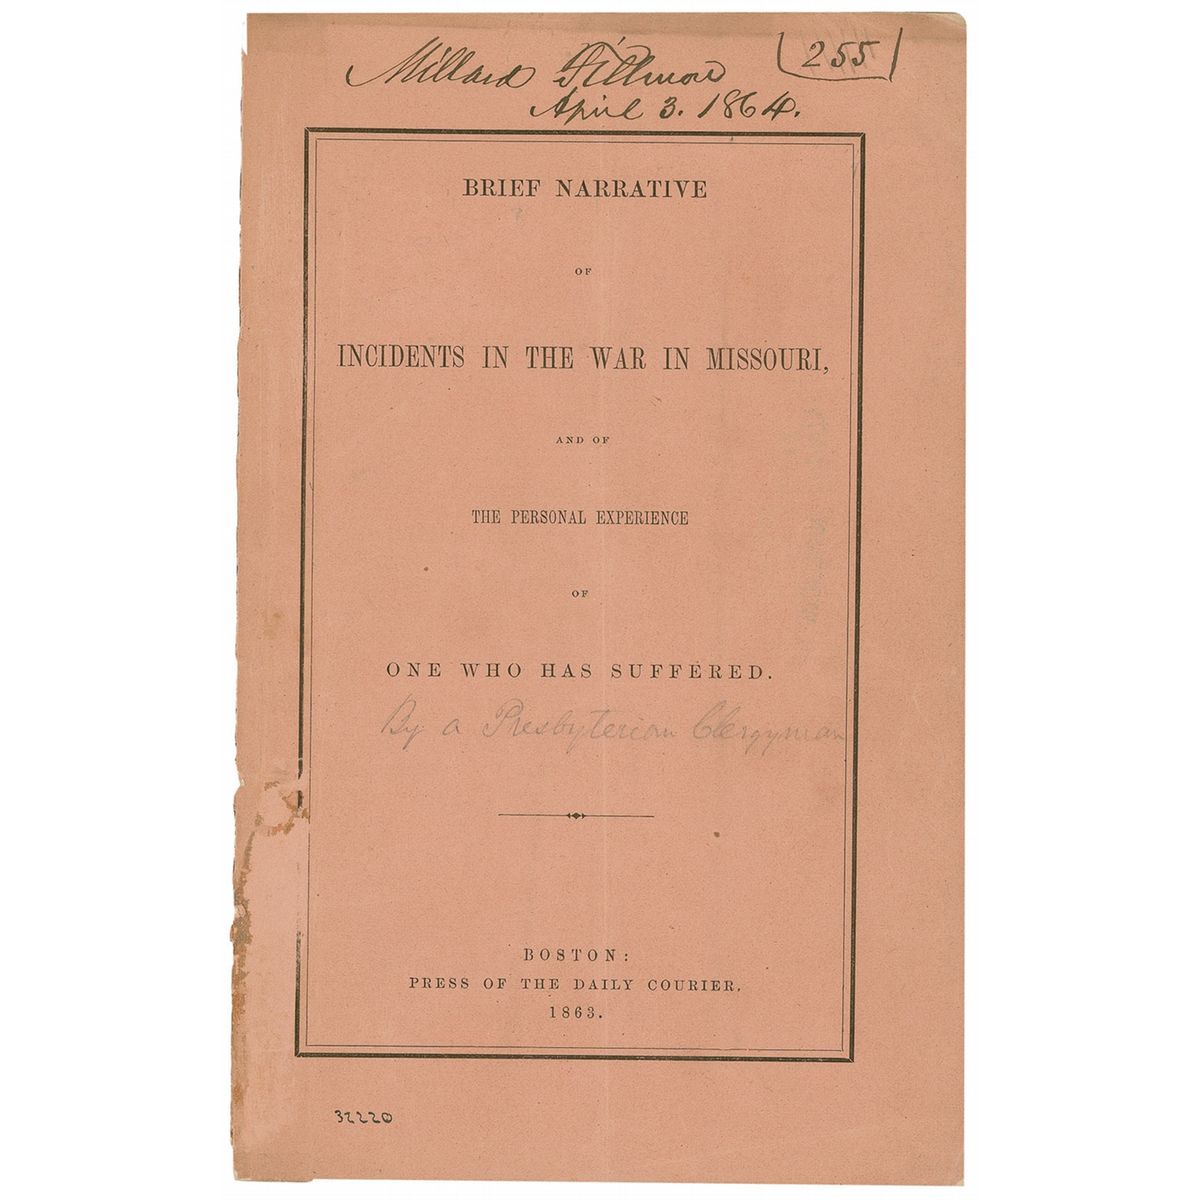 255
Millard Fillmore
April 3. 1864.
BRIEF NARRATIVE
OF
INCIDENTS IN THE WAR IN MISSOURI,
AND OF
THE PERSONAL EXPERIENCE
OF
ONE WHO HAS SUFFERED.
By a Presbyterian Clergyman
BOSTON:
PRESS OF THE DAILY COURIER.
1863.
32220